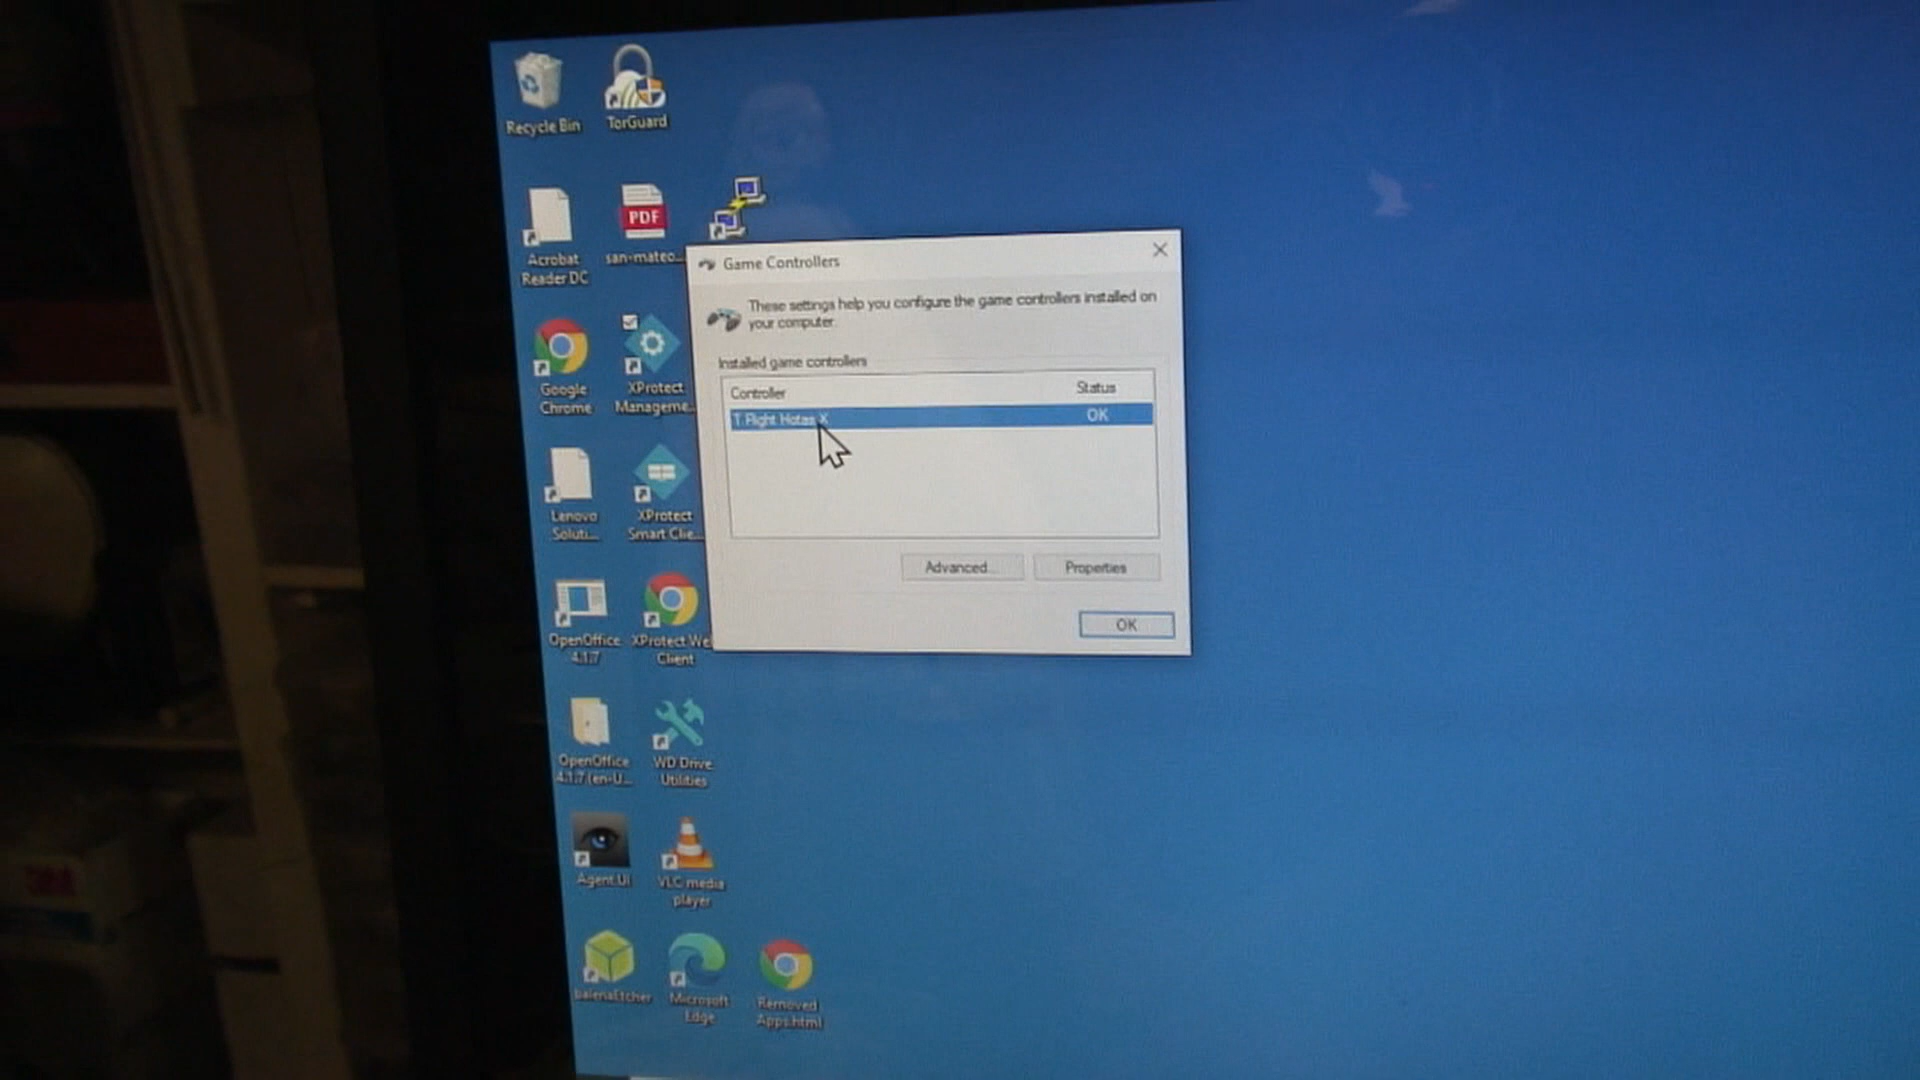 Recycle Bin
TorGuard
Acrobat
Reader DC
PDF
san-mateo...
Google
Chrome
XProtect
Manageme...
Lenovo
Soluti...
XProtect
Smart Clie...
OpenOffice
4.1.7
XProtect We
Client
OpenOffice
4.1.7 (en-U...
WD Drive
Utilities
Agent.UI
VLC media
player
balenaEtcher
Microsoft
Edge
Removed
Apps.html
Game Controllers
These settings help you configure the game controllers installed on
your computer.
Installed game controllers
Controller
Status
T.Flight Hotas X
OK
Advanced...
Properties
OK
3M